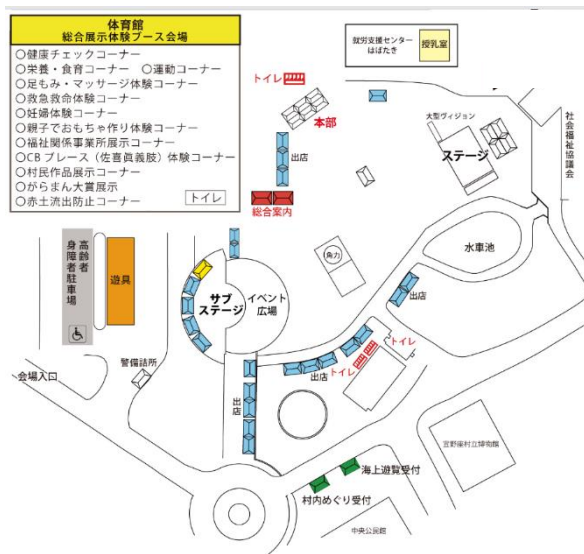 体育館
総合展示体験ブース会場
○健康チェックコーナー
○栄養・食育コーナー ○運動コーナー
○足もみ・マッサージ体験コーナー
○救急救命体験コーナー
○妊婦体験コーナー
○親子でおもちゃ作り体験コーナー
○福祉関係事業所展示コーナー
○CBブレース（佐喜眞義肢）体験コーナー
○村民作品展示コーナー
○がらまん大賞展示
○赤土流出防止コーナー
トイレ
就労支援センター
はばたき
授乳室
トイレ
本部
出店
総合案内
大型ヴィジョン
ステージ
社会福祉協議会
水車池
角力
高齢者
身障者駐車場
遊具
サブ
ステージ
イベント
広場
出店
トイレ
出店
トイレ
出店
警備詰所
会場入口
宜野座村立博物館
海上遊覧受付
村内めぐり受付
中央公民館